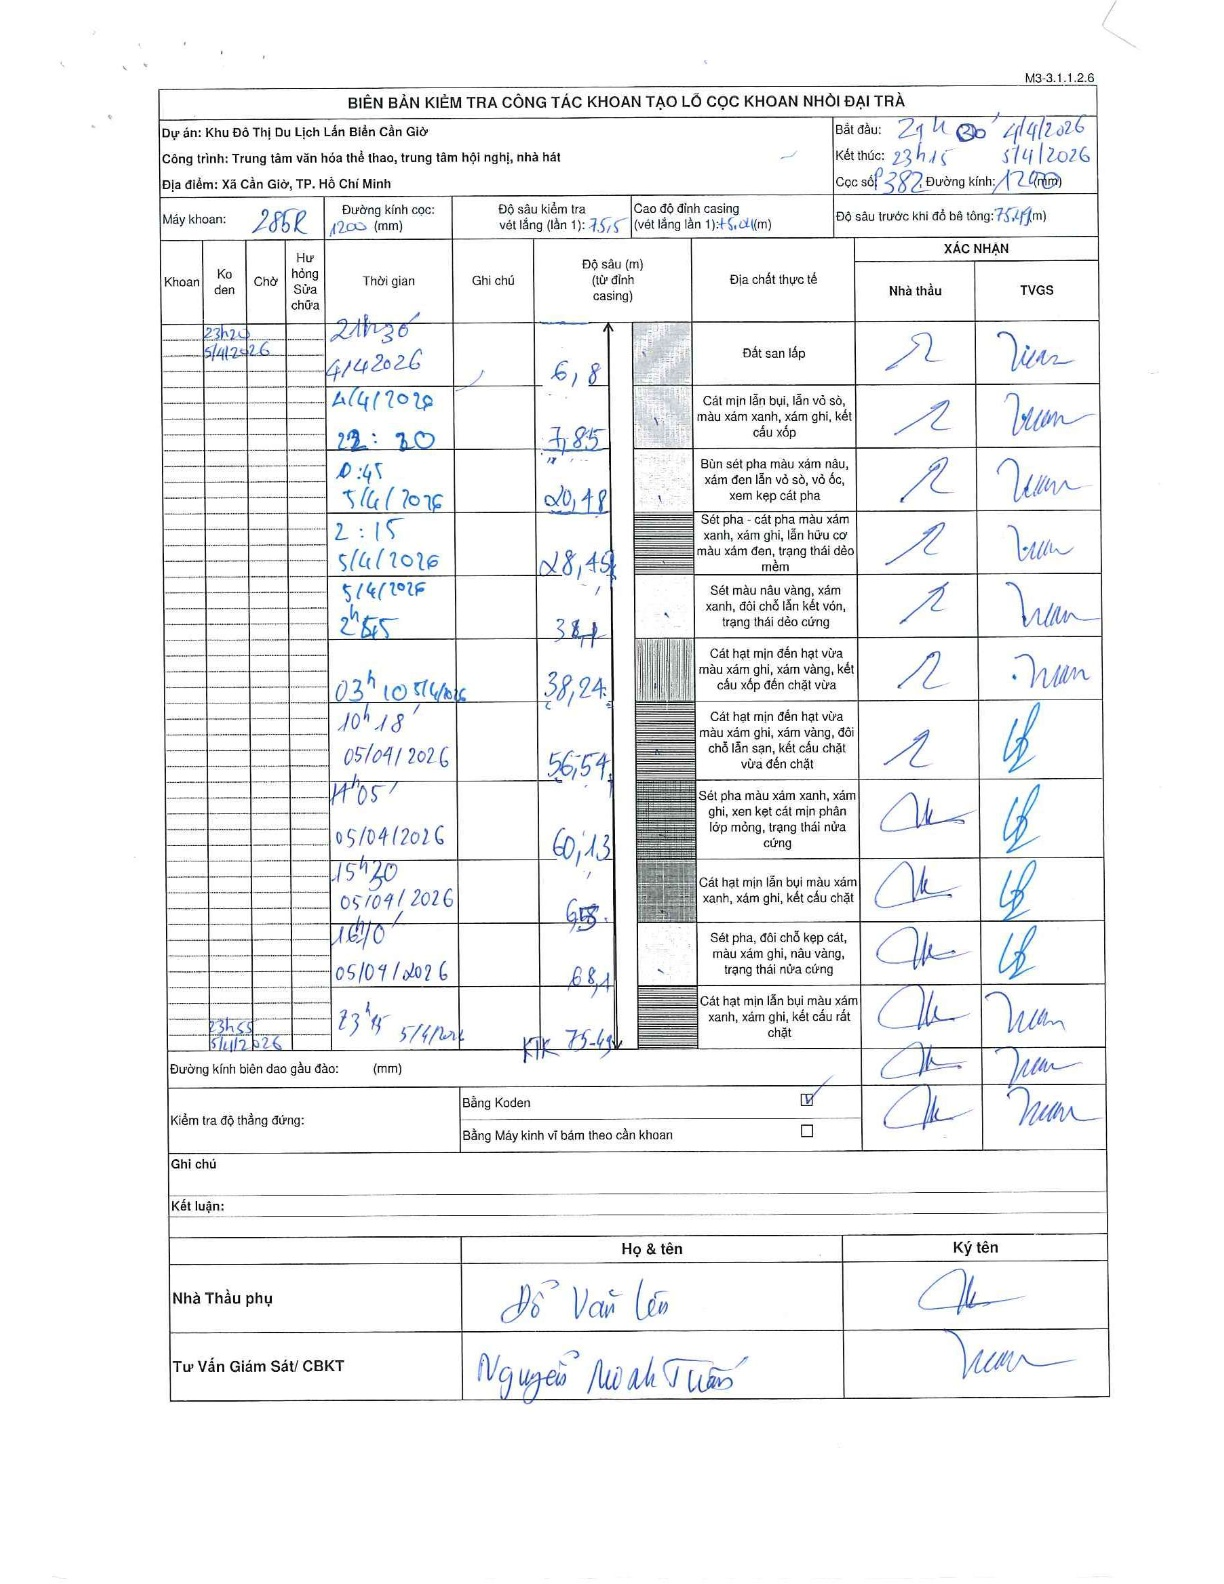 M3-3.1.1.2.6
BIÊN BẢN KIỂM TRA CÔNG TÁC KHOAN TẠO LỖ CỌC KHOAN NHỒI ĐẠI TRÀ
Dự án: Khu Đô Thị Du Lịch Lấn Biển Cần Giờ
Bắt đầu: 21h30' 4/4/2026
Công trình: Trung tâm văn hóa thể thao, trung tâm hội nghị, nhà hát
Kết thúc: 23h15 5/4/2026
Địa điểm: Xã Cần Giờ, TP. Hồ Chí Minh
Cọc số: P382. Đường kính: 1200 (mm)
Máy khoan: 285R
Đường kính cọc: 1200 (mm)
Độ sâu kiểm tra vét lắng (lần 1): 75,5
Cao độ đỉnh casing (vét lắng lần 1): +5.04 (m)
Độ sâu trước khi đổ bê tông: 75.49 (m)
Khoan
Ko den
Chờ
Hư hỏng Sửa chữa
Thời gian
Ghi chú
Độ sâu (m) (từ đỉnh casing)
Địa chất thực tế
XÁC NHẬN
Nhà thầu
TVGS
23h20
5/4/2026
21h30
4/4/2026
6,8
Đất san lấp
4/4/2026
22:20
7,85
Cát mịn lẫn bụi, lẫn vỏ sò,
màu xám xanh, xám ghi, kết
cấu xốp
0:45
5/4/2026
20,48
Bùn sét pha màu xám nâu,
xám đen lẫn vỏ sò, vỏ ốc,
xem kẹp cát pha
2:15
5/4/2026
28,45
Sét pha - cát pha màu xám
xanh, xám ghi, lẫn hữu cơ
màu xám đen, trạng thái dẻo
mềm
5/4/2026
Sét màu nâu vàng, xám
xanh, đôi chỗ lẫn kết vón,
trạng thái dẻo cứng
03h10 5/4/2026
38,24
Cát hạt mịn đến hạt vừa
màu xám ghi, xám vàng, kết
cấu xốp đến chặt vừa
10h18'
05/04/2026
56,54
Cát hạt mịn đến hạt vừa
màu xám ghi, xám vàng, đôi
chỗ lẫn sạn, kết cấu chặt
vừa đến chặt
05/04/2026
60,13
Sét pha màu xám xanh, xám
ghi, xen kẹt cát mịn phân
lớp mỏng, trạng thái nửa
cứng
15h30
05/04/2026
Cát hạt mịn lẫn bụi màu xám
xanh, xám ghi, kết cấu chặt
05/04/2026
68,1
Sét pha, đôi chỗ kẹp cát,
màu xám ghi, nâu vàng,
trạng thái nửa cứng
23h15 5/4/2026
KTK 75.49
Cát hạt mịn lẫn bụi màu xám
xanh, xám ghi, kết cấu rất
chặt
23h55
5/4/2026
Đường kính biên dao gầu đào: (mm)
Kiểm tra độ thẳng đứng:
Bằng Koden
Bằng Máy kinh vĩ bám theo cần khoan
Ghi chú
Kết luận:
Họ & tên
Ký tên
Nhà Thầu phụ
Đỗ Văn
Tư Vấn Giám Sát/ CBKT
Nguyễn Tuấn